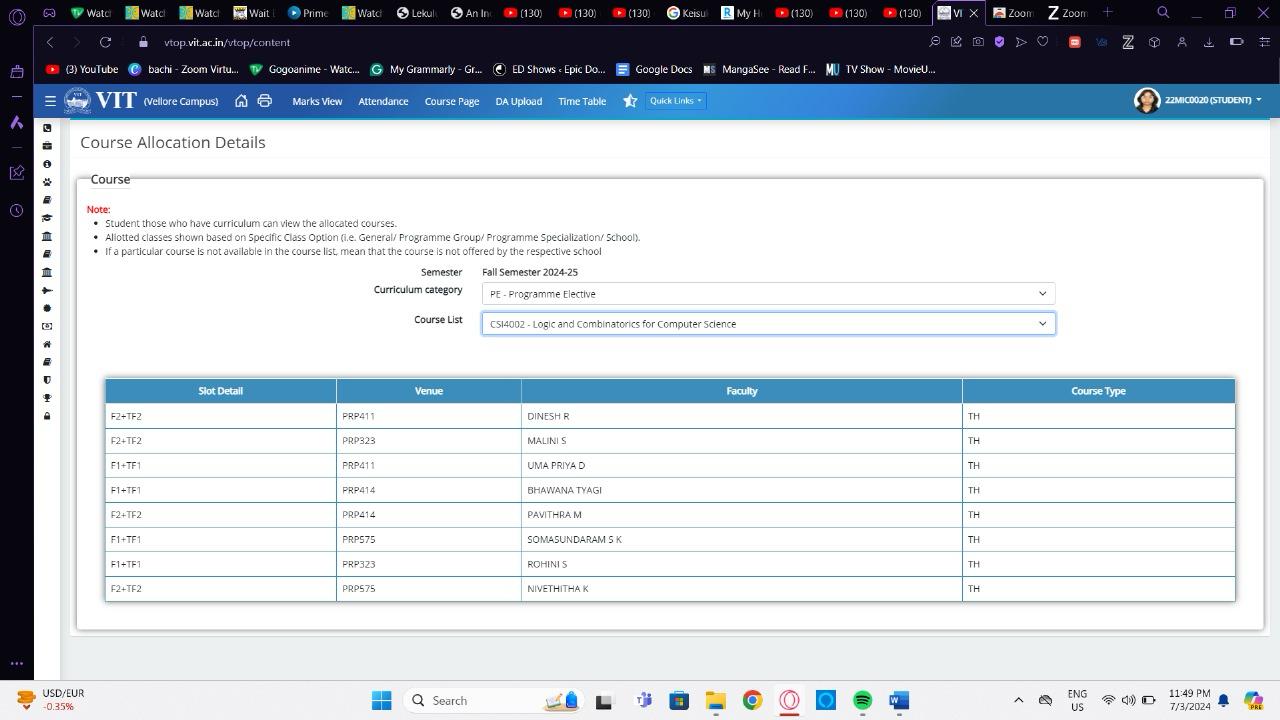 Watch
Watch
Watch
Wait
Prime
Watch
Lekul
An In
(130)
(130)
(130)
Keisuk
My H
(130)
(130)
(130)
VI
Zoom
Zoom
vtop.vit.ac.in/vtop/content
(3) YouTube
bachi - Zoom Virtu...
Gogoanime - Watc...
My Grammarly - Gr...
ED Shows - Epic Do...
Google Docs
MangaSee - Read F...
TV Show - MovieU...
VIT (Vellore Campus) Marks View Attendance Course Page DA Upload Time Table Quick Links 22MIC0020 (STUDENT)
Course Allocation Details
Course
Note:
Student those who have curriculum can view the allocated courses.
Allotted classes shown based on Specific Class Option (i.e. General/ Programme Group/ Programme Specialization/ School).
If a particular course is not available in the course list, mean that the course is not offered by the respective school
Semester Fall Semester 2024-25
Curriculum category PE - Programme Elective
Course List CSI4002 - Logic and Combinatorics for Computer Science
Slot Detail Venue Faculty Course Type
F2+TF2 PRP411 DINESH R TH
F2+TF2 PRP323 MALINI S TH
F1+TF1 PRP411 UMA PRIYA D TH
F1+TF1 PRP414 BHAWANA TYAGI TH
F2+TF2 PRP414 PAVITHRA M TH
F1+TF1 PRP575 SOMASUNDARAM S K TH
F1+TF1 PRP323 ROHINI S TH
F2+TF2 PRP575 NIVETHITHA K TH
USD/EUR
-0.35%
Search
ENG
US
11:49 PM
7/3/2024